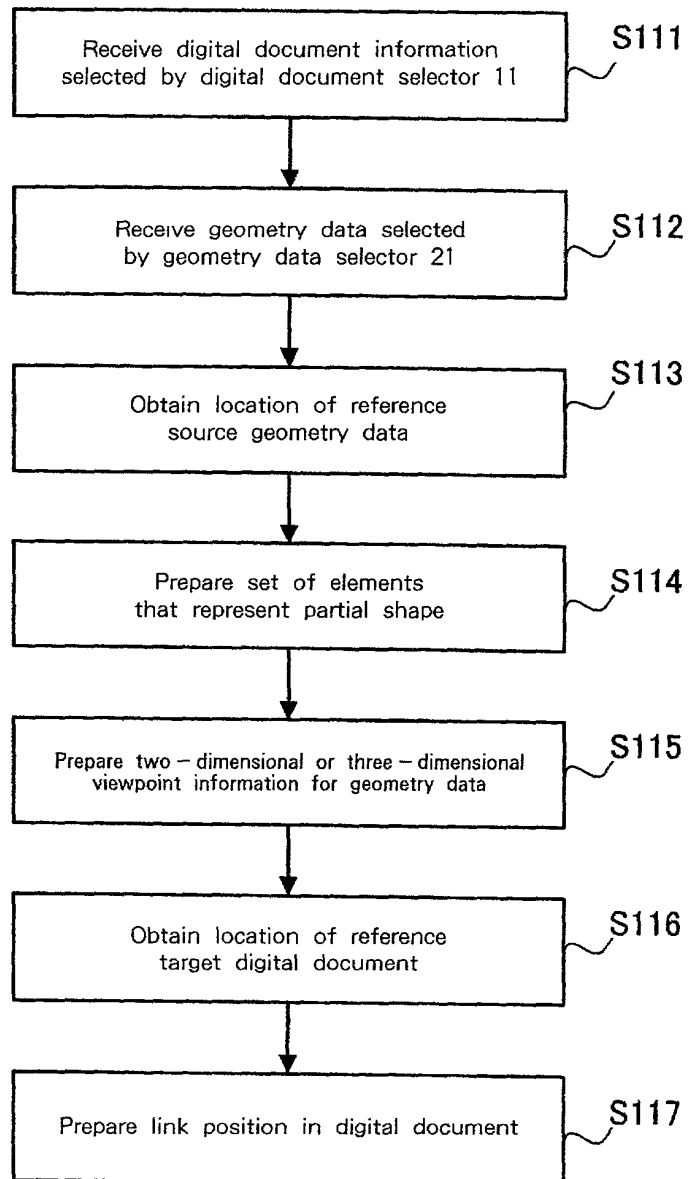 Receive digital document information
selected by digital document selector 11
S111
Receive geometry data selected
by geometry data selector 21
S112
Obtain location of reference
source geometry data
S113
Prepare set of elements
that represent partial shape
S114
Prepare two-dimensional or three-dimensional
viewpoint information for geometry data
S115
Obtain location of reference
target digital document
S116
Prepare link position in digital document
S117